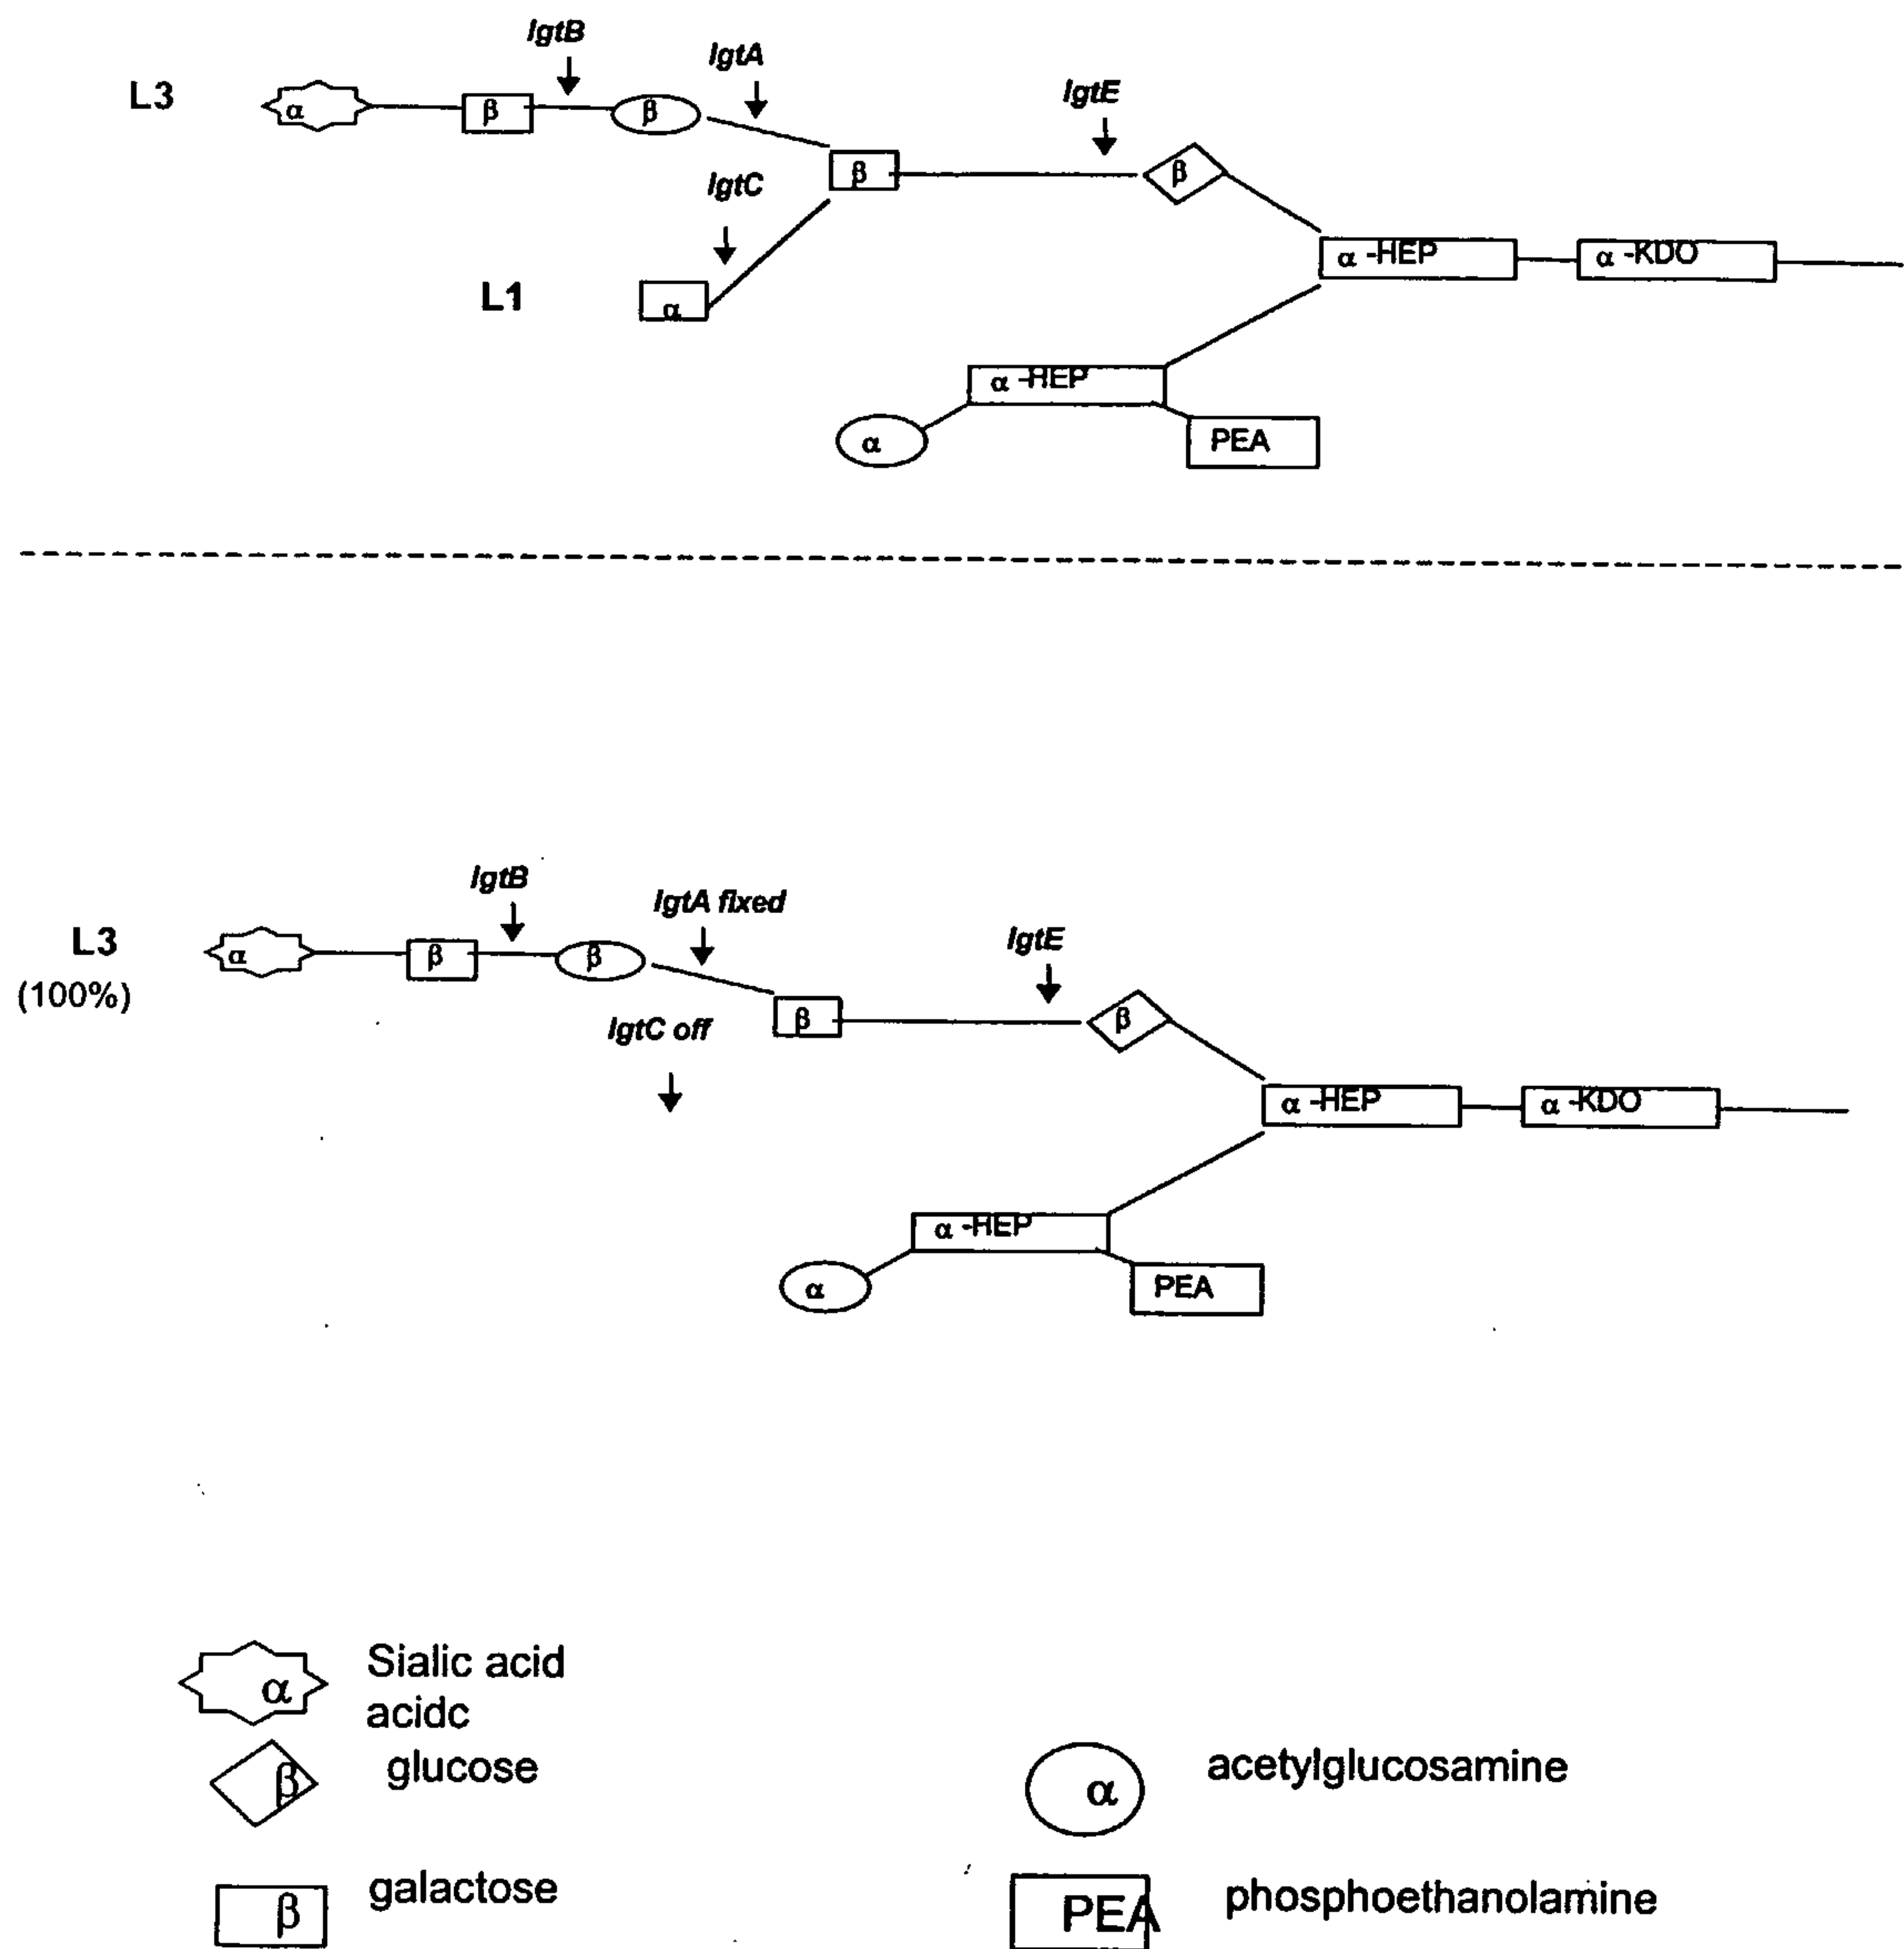 lgtB
lgtA
lgtE
L3
α
β
β
β
β
lgtC
α -HEP
α -KDO
L1
α
α -HEP
α
PEA
lgtB
lgtA fixed
lgtE
L3
(100%)
α
β
β
β
β
lgtC off
α -HEP
α -KDO
α -HEP
α
PEA
α
Sialic acid
acidc
β
glucose
α
acetylglucosamine
β
galactose
PEA
phosphoethanolamine